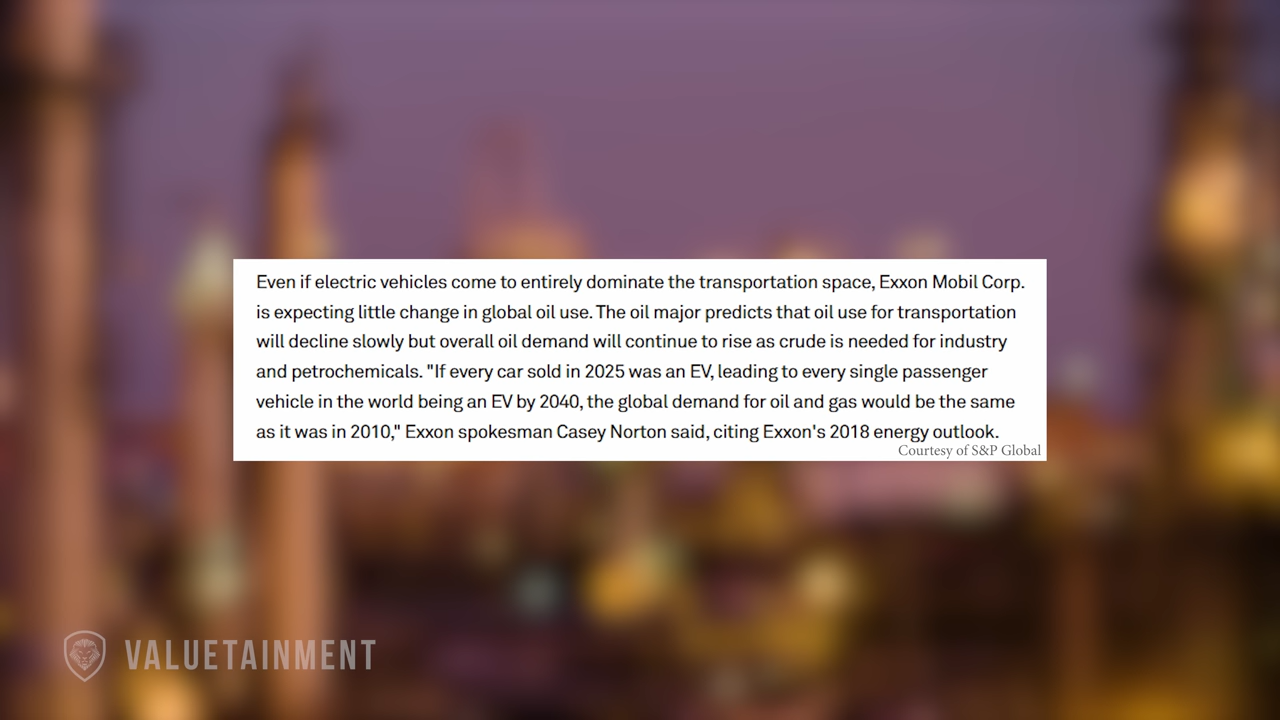 Even if electric vehicles come to entirely dominate the transportation space, Exxon Mobil Corp.
is expecting little change in global oil use. The oil major predicts that oil use for transportation
will decline slowly but overall oil demand will continue to rise as crude is needed for industry
and petrochemicals. "If every car sold in 2025 was an EV, leading to every single passenger
vehicle in the world being an EV by 2040, the global demand for oil and gas would be the same
as it was in 2010," Exxon spokesman Casey Norton said, citing Exxon's 2018 energy outlook.
Courtesy of S&P Global
VALUETAINMENT